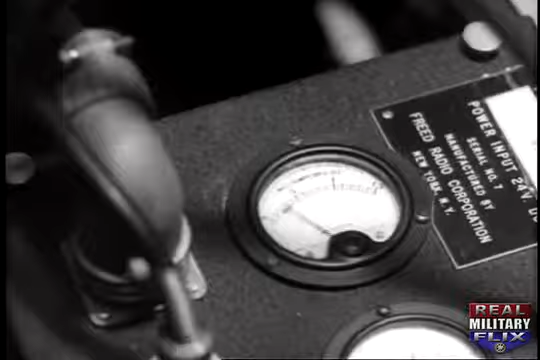 POWER INPUT 24V. DC
SERIAL NO. 7
MANUFACTURED BY
FREED RADIO CORPORATION
NEW YORK, N.Y.
REAL
MILITARY
FLIX